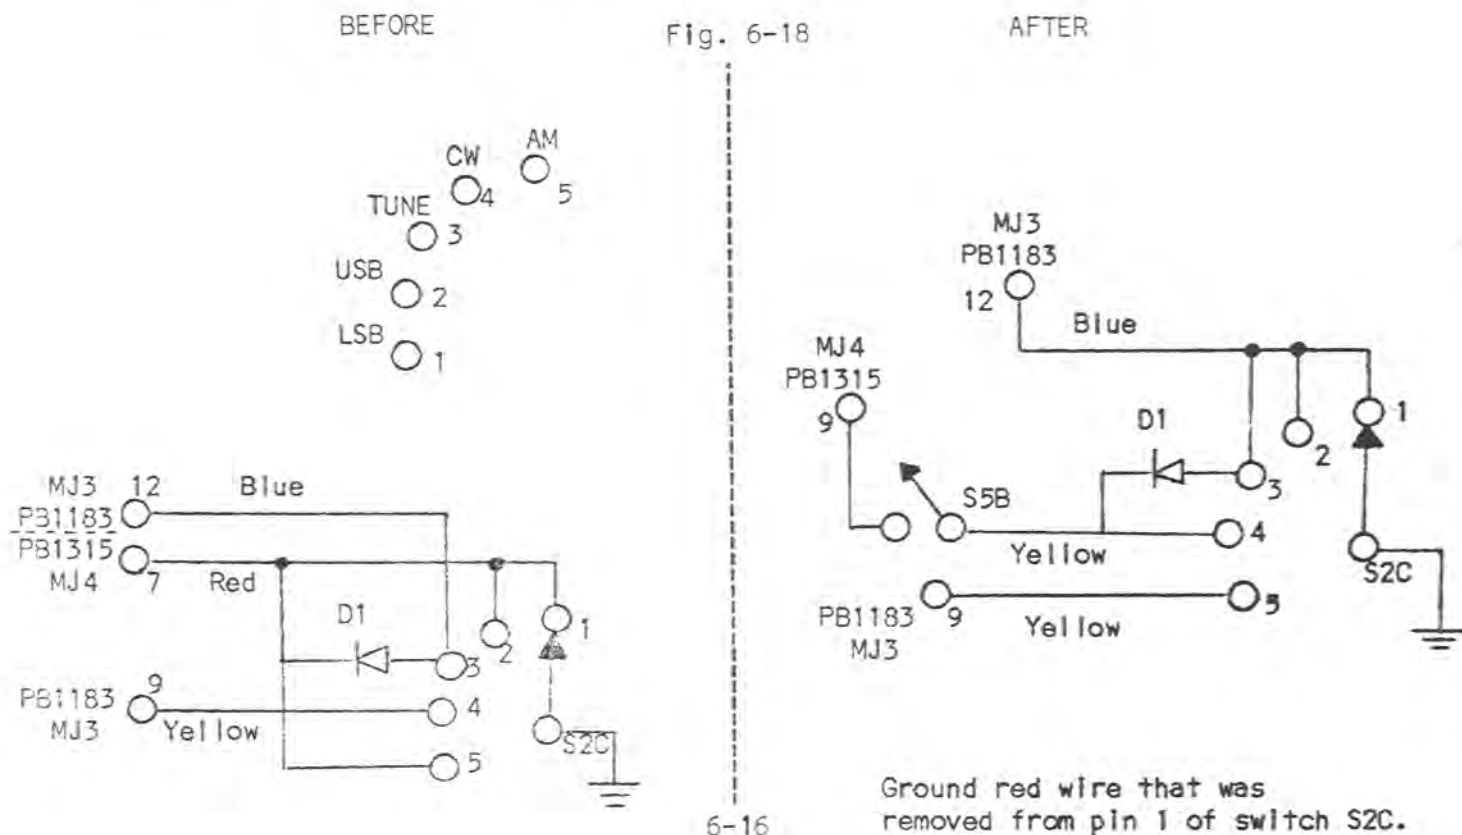 BEFORE
Fig. 6-18
AFTER
AM
CW
4
5
TUNE
3
USB
2
LSB
1
MJ3 12
Blue
PB1183
PB1315
MJ4 7
Red
D1
1
2
3
9
PB1183
MJ3
Yellow
4
S2C
5
MJ3
PB1183
12
Blue
MJ4
PB1315
9
D1
1
2
3
S5B
4
Yellow
S2C
PB1183 9
MJ3
Yellow
5
Ground red wire that was
removed from pin 1 of switch S2C.
6-16